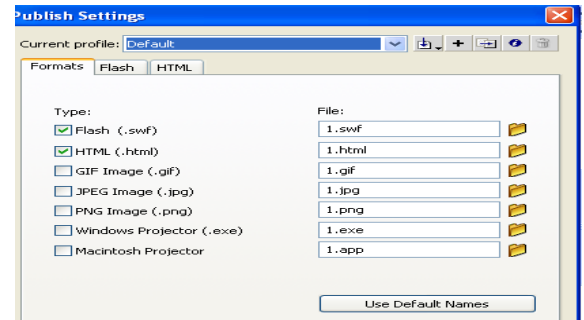 Publish Settings
Current profile: Default
Formats Flash HTML
Type: File:
Flash (.swf) 1.swf
HTML (.html) 1.html
GIF Image (.gif) 1.gif
JPEG Image (.jpg) 1.jpg
PNG Image (.png) 1.png
Windows Projector (.exe) 1.exe
Macintosh Projector 1.app
Use Default Names